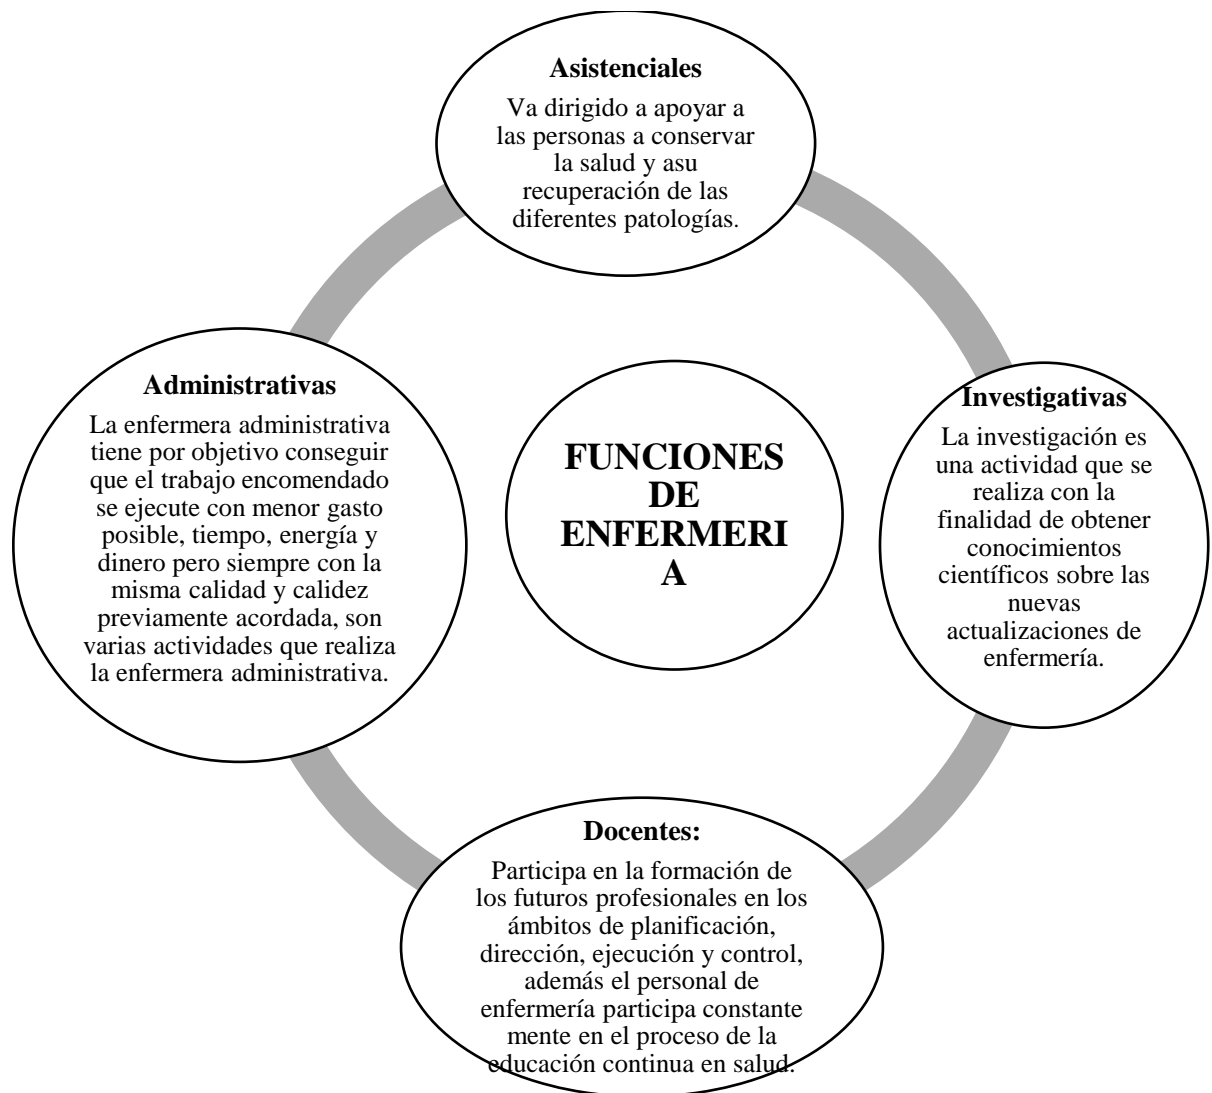 Asistenciales
Va dirigido a apoyar a
las personas a conservar
la salud y asu
recuperación de las
diferentes patologías.
Administrativas
La enfermera administrativa
tiene por objetivo conseguir
que el trabajo encomendado
se ejecute con menor gasto
posible, tiempo, energía y
dinero pero siempre con la
misma calidad y calidez
previamente acordada, son
varias actividades que realiza
la enfermera administrativa.
FUNCIONES
DE
ENFERMERI
A
Investigativas
La investigación es
una actividad que se
realiza con la
finalidad de obtener
conocimientos
científicos sobre las
nuevas
actualizaciones de
enfermería.
Docentes:
Participa en la formación de
los futuros profesionales en los
ámbitos de planificación,
dirección, ejecución y control,
además el personal de
enfermería participa constante
mente en el proceso de la
educación continua en salud.